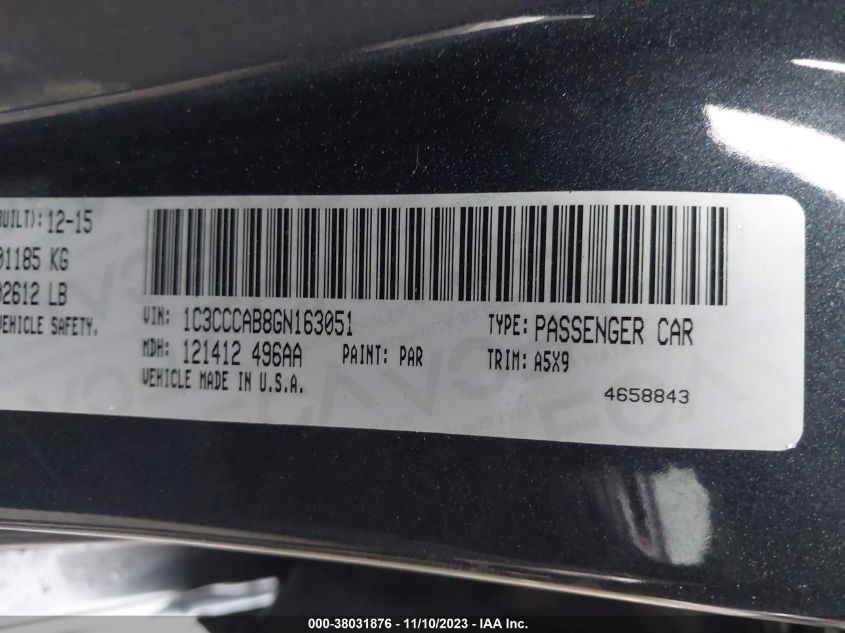 BUILT): 12-15
01185 KG
02612 LB
VEHICLE SAFETY.
VIN: 1C3CCCAB8GN163051
TYPE: PASSENGER CAR
MDH: 121412 496AA
PAINT: PAR
TRIM: A5X9
VEHICLE MADE IN U.S.A.
4658843
000-38031876 - 11/10/2023 - IAA Inc.